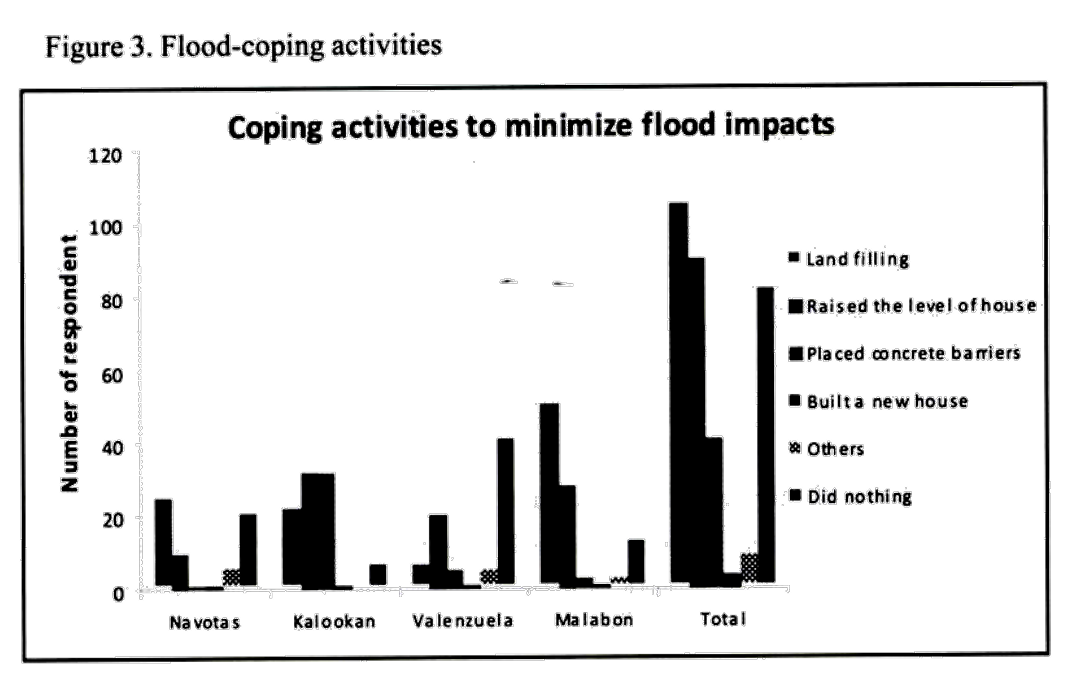 Figure 3. Flood-coping activities
Coping activities to minimize flood impacts
120
100
80
60
40
20
0
Number of respondent
Navotas Kalookan Valenzuela Malabon Total
Land filling
Raised the level of house
Placed concrete barriers
Built a new house
Others
Did nothing